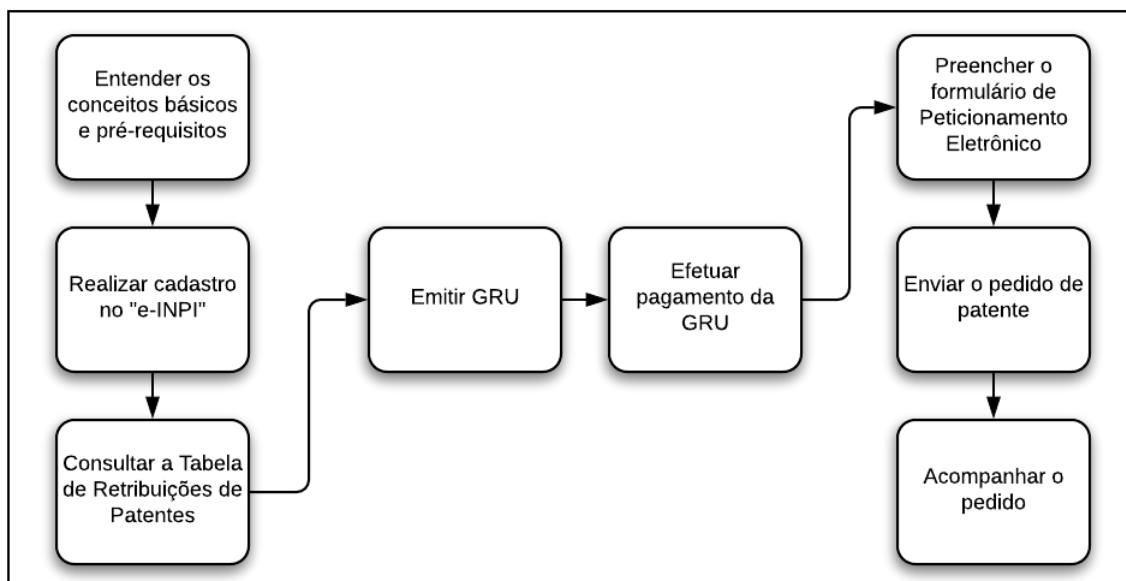 Entender os
conceitos básicos
e pré-requisitos
Realizar cadastro
no "e-INPI"
Consultar a Tabela
de Retribuições de
Patentes
Emitir GRU
Efetuar
pagamento da
GRU
Preencher o
formulário de
Peticionamento
Eletrônico
Enviar o pedido de
patente
Acompanhar o
pedido